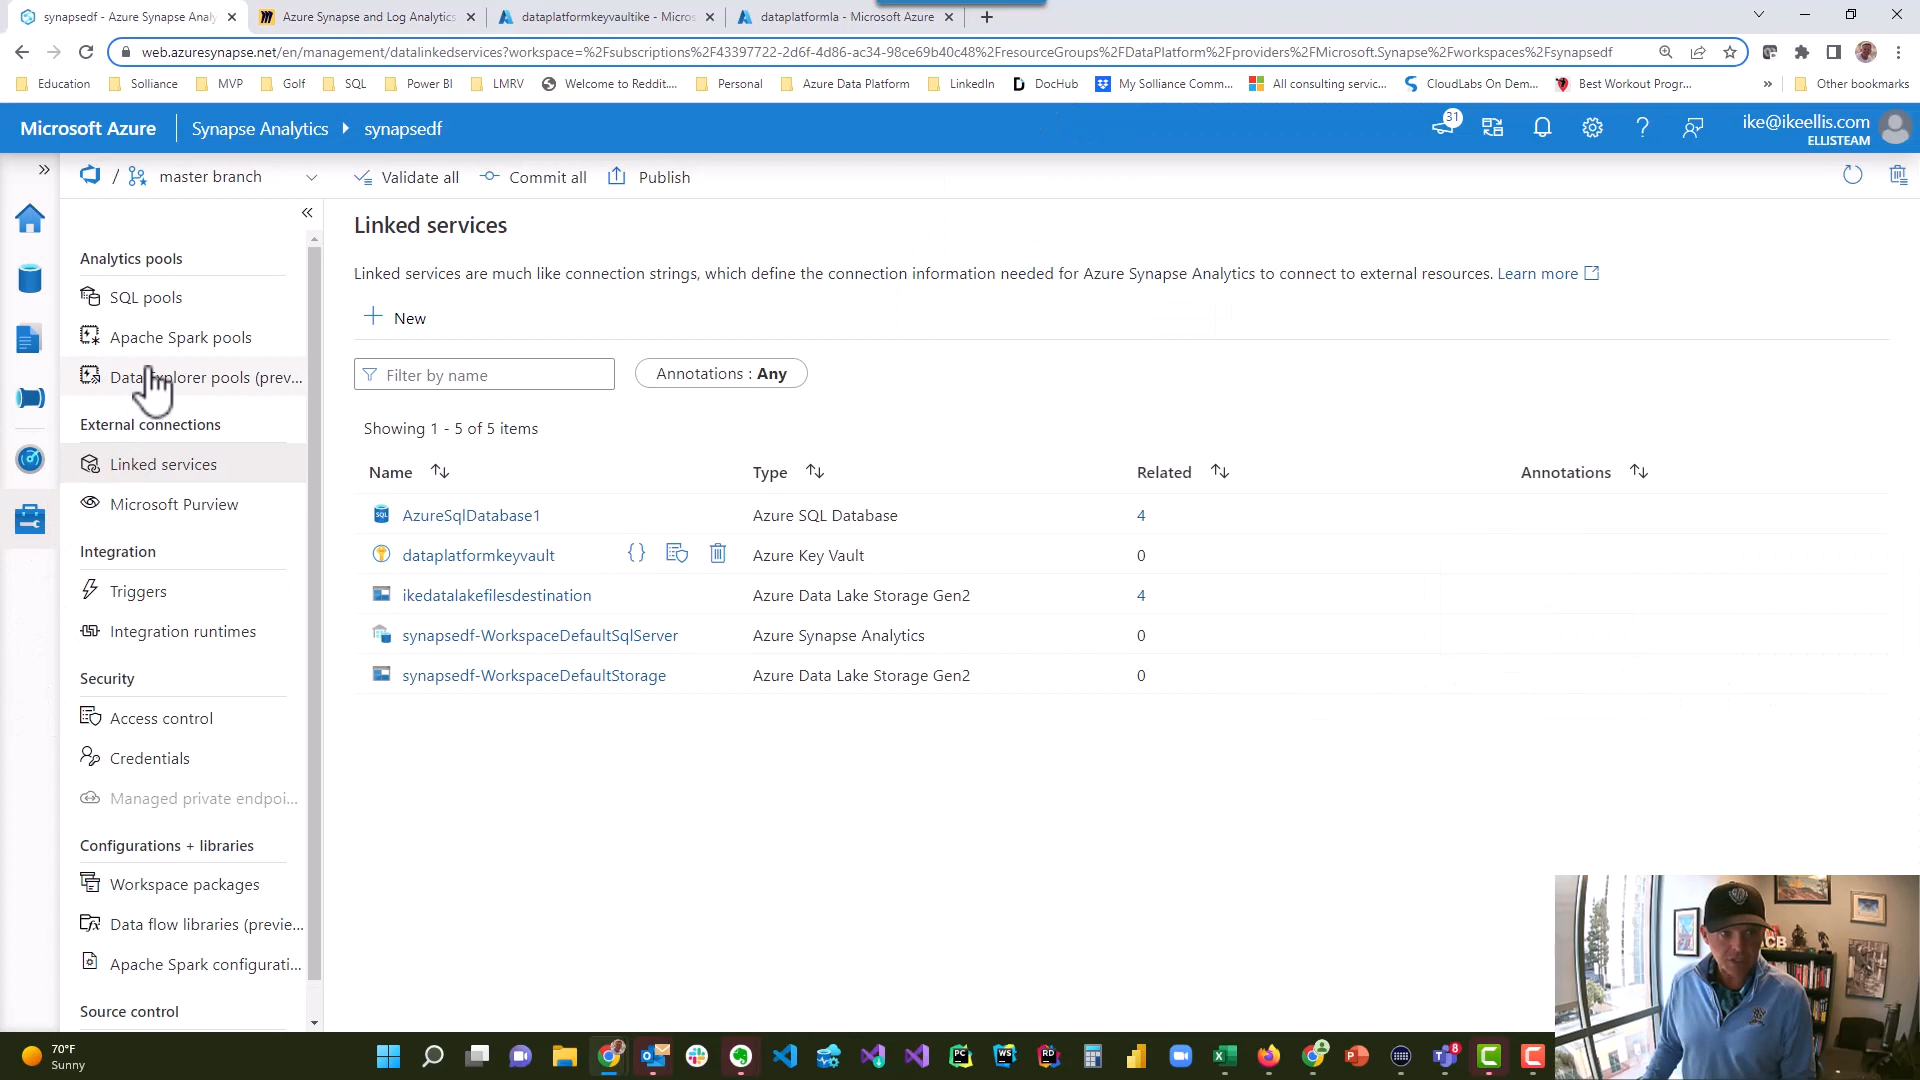 synapsedf - Azure Synapse Analy
Azure Synapse and Log Analytics
dataplatformkeyvaultike - Micros
dataplatformla - Microsoft Azure
web.azuresynapse.net/en/management/datalinkedservices?workspace=%2Fsubscriptions%2F43397722-2d6f-4d86-ac34-98ce69b40c48%2FresourceGroups%2FDataPlatform%2Fproviders%2FMicrosoft.Synapse%2Fworkspaces%2Fsynapsedf
Education
Solliance
MVP
Golf
SQL
Power BI
LMRV
Welcome to Reddit,...
Personal
Azure Data Platform
LinkedIn
DocHub
My Solliance Comm...
All consulting servic...
CloudLabs On Dem...
Best Workout Progr...
»
Other bookmarks
Microsoft Azure
Synapse Analytics
synapsedf
31
ike@ikeellis.com
ELLISTEAM
/
master branch
Validate all
Commit all
Publish
Analytics pools
SQL pools
Apache Spark pools
Data Explorer pools (prev...
External connections
Linked services
Microsoft Purview
Integration
Triggers
Integration runtimes
Security
Access control
Credentials
Managed private endpoi...
Configurations + libraries
Workspace packages
Data flow libraries (previe...
Apache Spark configurati...
Source control
Linked services
Linked services are much like connection strings, which define the connection information needed for Azure Synapse Analytics to connect to external resources. Learn more
New
Filter by name
Annotations : Any
Showing 1 - 5 of 5 items
Name Type Related Annotations
AzureSqlDatabase1 Azure SQL Database 4
dataplatformkeyvault {} Azure Key Vault 0
ikedatalakefilesdestination Azure Data Lake Storage Gen2 4
synapsedf-WorkspaceDefaultSqlServer Azure Synapse Analytics 0
synapsedf-WorkspaceDefaultStorage Azure Data Lake Storage Gen2 0
70°F
Sunny
PC
WS
RD
8